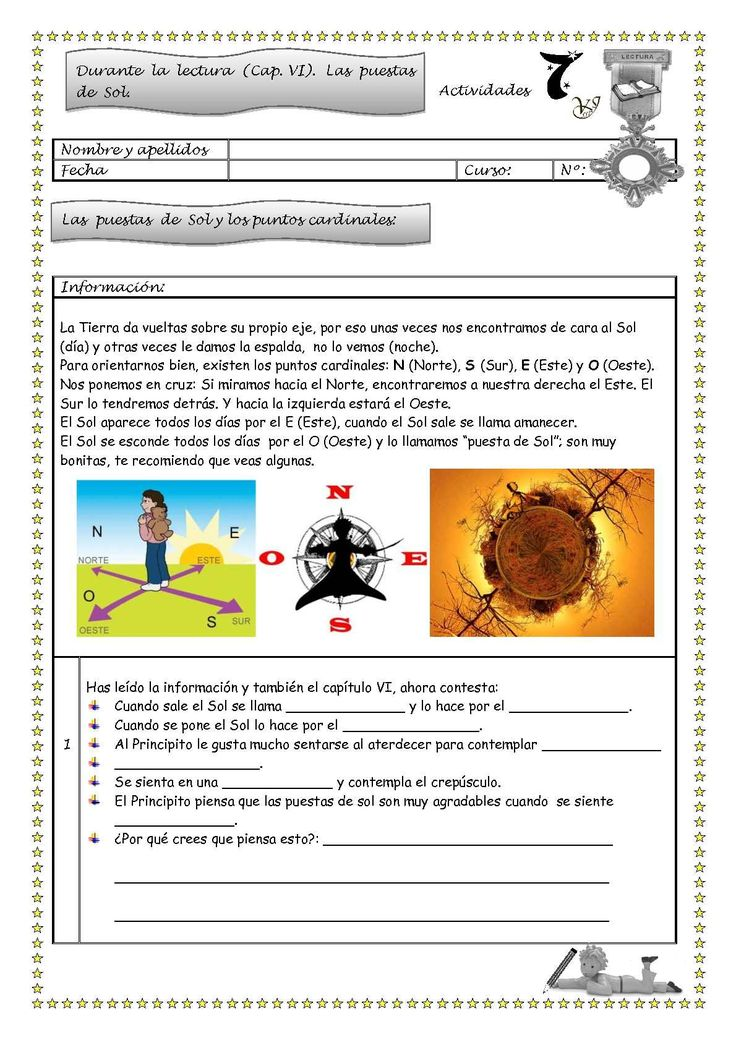 Durante la lectura (Cap. VI). Las puestas
de Sol.
Actividades
7
LECTURA
Nombre y apellidos
Fecha
Curso:
Nº:
Las puestas de Sol y los puntos cardinales:
Información:
La Tierra da vueltas sobre su propio eje, por eso unas veces nos encontramos de cara al Sol
(día) y otras veces le damos la espalda, no lo vemos (noche).
Para orientarnos bien, existen los puntos cardinales: N (Norte), S (Sur), E (Este) y O (Oeste).
Nos ponemos en cruz: Si miramos hacia el Norte, encontraremos a nuestra derecha el Este. El
Sur lo tendremos detrás. Y hacia la izquierda estará el Oeste.
El Sol aparece todos los días por el E (Este), cuando el Sol sale se llama amanecer.
El Sol se esconde todos los días por el O (Oeste) y lo llamamos “puesta de Sol”; son muy
bonitas, te recomiendo que veas algunas.
N
E
NORTE
ESTE
O
S
SUR
OESTE
N
O
E
S
Has leído la información y también el capítulo VI, ahora contesta:
Cuando sale el Sol se llama _______________ y lo hace por el _______________.
Cuando se pone el Sol lo hace por el _________________.
1
Al Principito le gusta mucho sentarse al aterdecer para contemplar _______________
__________________.
Se sienta en una ______________ y contempla el crepúsculo.
El Principito piensa que las puestas de sol son muy agradables cuando se siente
_______________.
¿Por qué crees que piensa esto?: ____________________________________